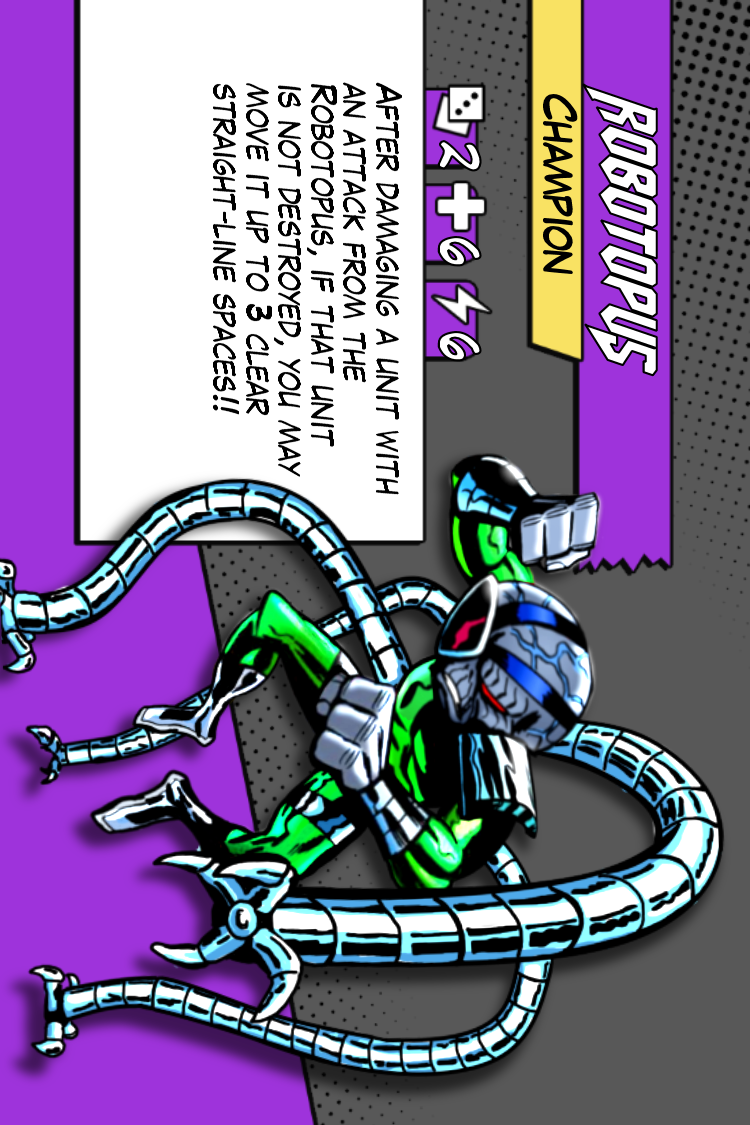 ROBOTOPUS
CHAMPION
2 6 6
AFTER DAMAGING A UNIT WITH
AN ATTACK FROM THE
ROBOTOPUS, IF THAT UNIT
IS NOT DESTROYED, YOU MAY
MOVE IT UP TO 3 CLEAR
STRAIGHT-LINE SPACES!!